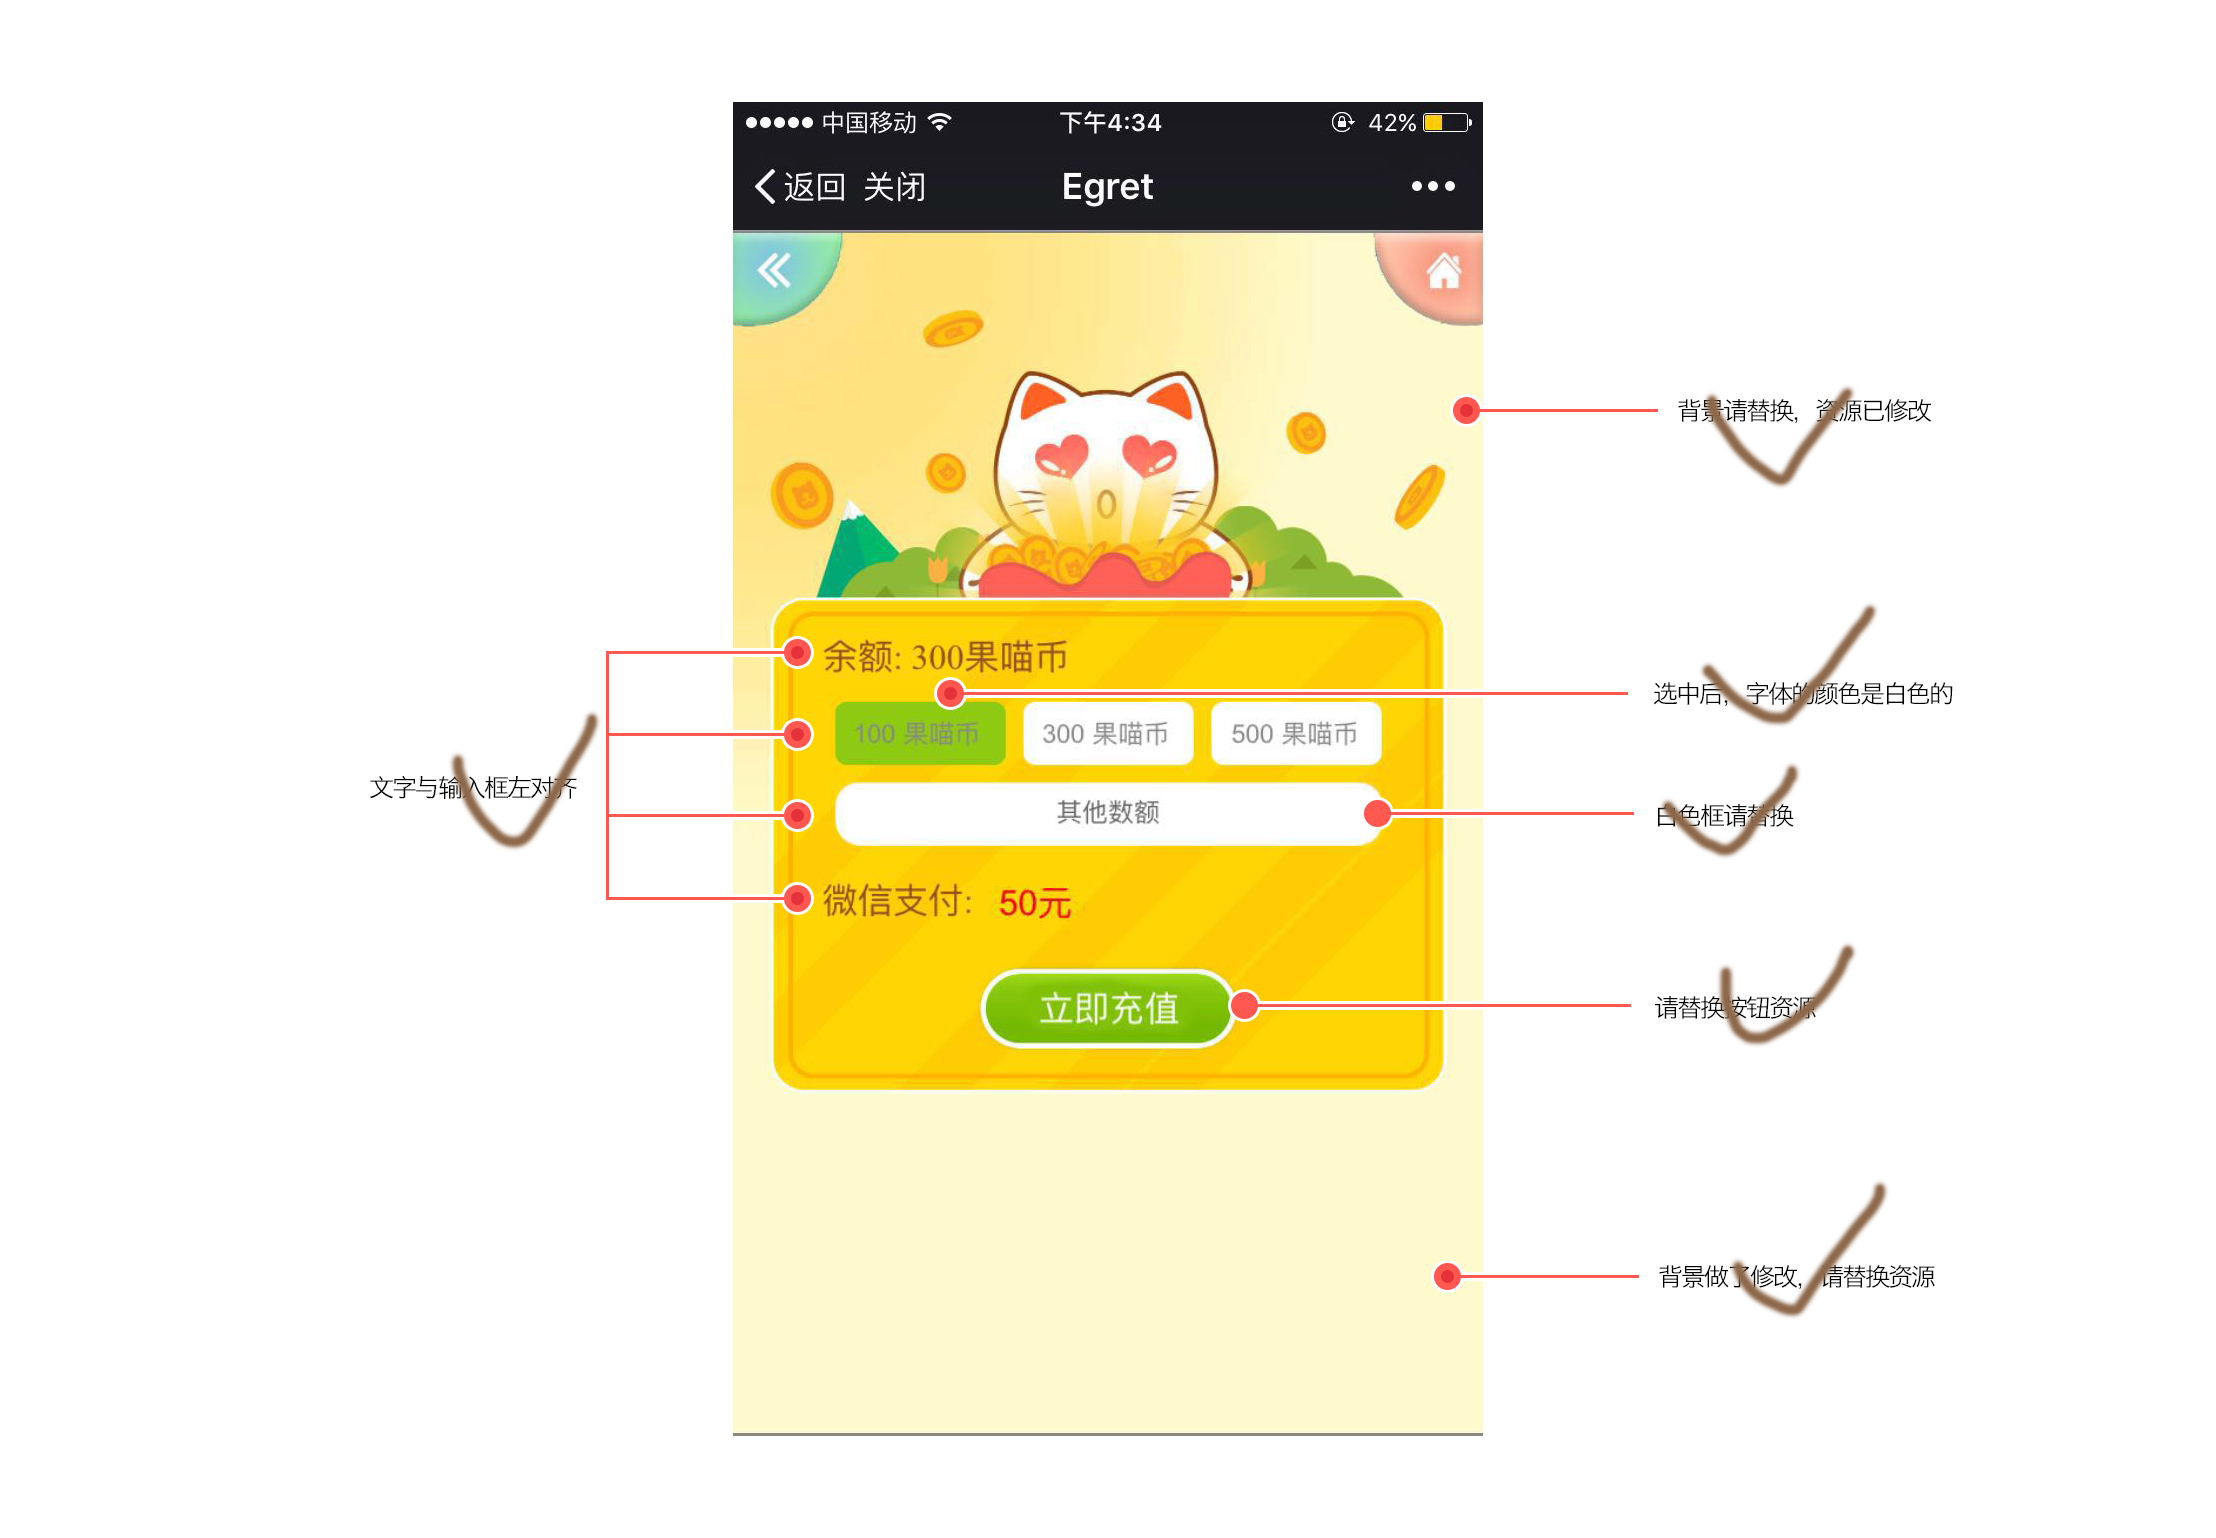 中国移动 下午4:34 42%
返回 关闭 Egret
背景请替换，资源已修改
余额: 300果喵币
选中后，字体的颜色是白色的
100 果喵币 300 果喵币 500 果喵币
文字与输入框左对齐
其他数额
白色框请替换
微信支付: 50元
立即充值
请替换按钮资源
背景做了修改，请替换资源